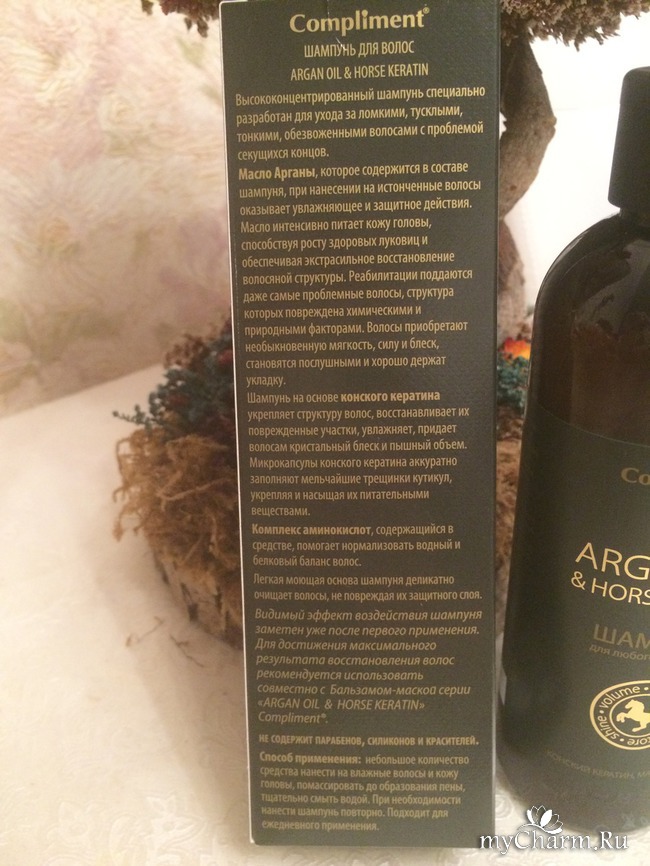 Compliment®
ШАМПУНЬ ДЛЯ ВОЛОС
ARGAN OIL & HORSE KERATIN
Высококонцентрированный шампунь специально
разработан для ухода за ломкими, тусклыми,
тонкими, обезвоженными волосами с проблемой
секущихся концов.
Масло Арганы, которое содержится в составе
шампуня, при нанесении на истонченные волосы
оказывает увлажняющее и защитное действия.
Масло интенсивно питает кожу головы,
способствуя росту здоровых луковиц и
обеспечивая экстрасильное восстановление
волосяной структуры. Реабилитации поддаются
даже самые проблемные волосы, структура
которых повреждена химическими и
природными факторами. Волосы приобретают
необыкновенную мягкость, силу и блеск,
становятся послушными и хорошо держат
укладку.
Шампунь на основе конского кератина
укрепляет структуру волос, восстанавливает их
поврежденные участки, увлажняет, придает
волосам кристальный блеск и пышный объем.
Микрокапсулы конского кератина аккуратно
заполняют мельчайшие трещинки кутикул,
укрепляя и насыщая их питательными
веществами.
Комплекс аминокислот, содержащийся в
средстве, помогает нормализовать водный и
белковый баланс волос.
Легкая моющая основа шампуня деликатно
очищает волосы, не повреждая их защитного слоя.
Видимый эффект воздействия шампуня
заметен уже после первого применения.
Для достижения максимального
результата восстановления волос
рекомендуется использовать
совместно с Бальзамом-маской серии
«ARGAN OIL & HORSE KERATIN»
Compliment®.
НЕ СОДЕРЖИТ ПАРАБЕНОВ, СИЛИКОНОВ И КРАСИТЕЛЕЙ.
Способ применения: небольшое количество
средства нанести на влажные волосы и кожу
головы, помассировать до образования пены,
тщательно смыть водой. При необходимости
нанести шампунь повторно. Подходит для
ежедневного применения.
Co
ARG
& HORS
ШАМ
для любог
shine • volume
КОНСКИЙ КЕРАТИН, МА
myCharm.Ru